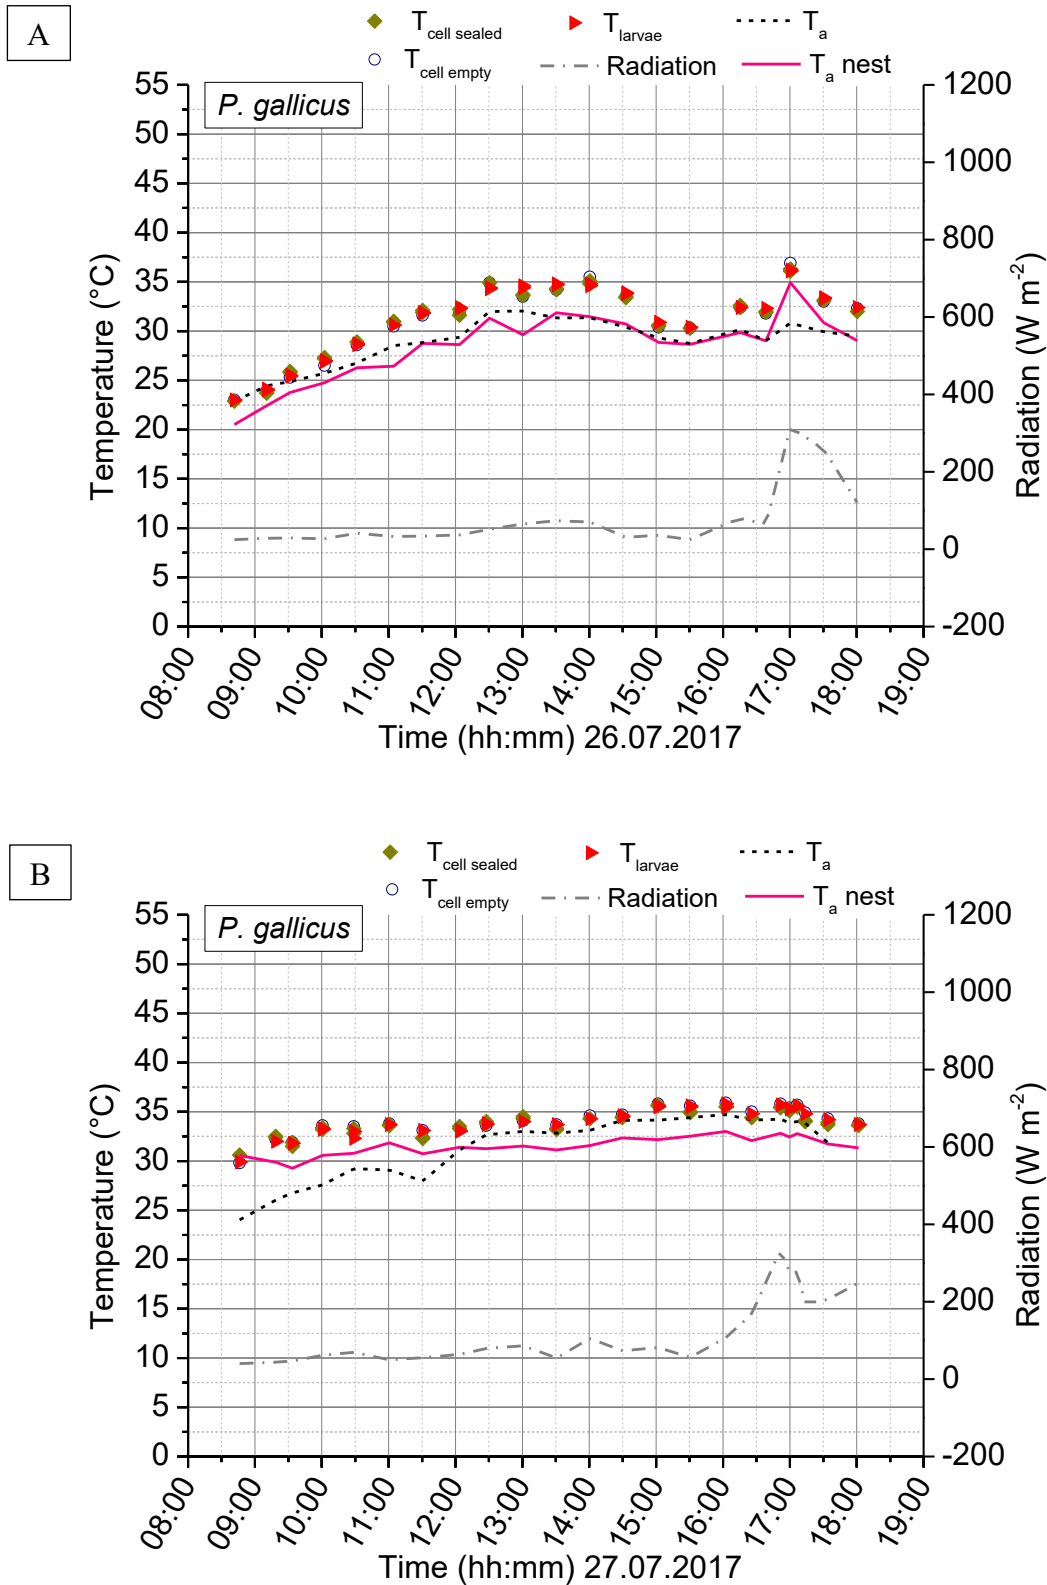 A
T cell sealed T larvae T a
T cell empty Radiation T a nest
P. gallicus
55
50
45
40
35
30
25
20
15
10
5
0
Temperature (°C)
1200
1000
800
600
400
200
0
-200
Radiation (W m-2)
08:00 09:00 10:00 11:00 12:00 13:00 14:00 15:00 16:00 17:00 18:00 19:00
Time (hh:mm) 26.07.2017
B
T cell sealed T larvae T a
T cell empty Radiation T a nest
P. gallicus
55
50
45
40
35
30
25
20
15
10
5
0
Temperature (°C)
1200
1000
800
600
400
200
0
-200
Radiation (W m-2)
08:00 09:00 10:00 11:00 12:00 13:00 14:00 15:00 16:00 17:00 18:00 19:00
Time (hh:mm) 27.07.2017